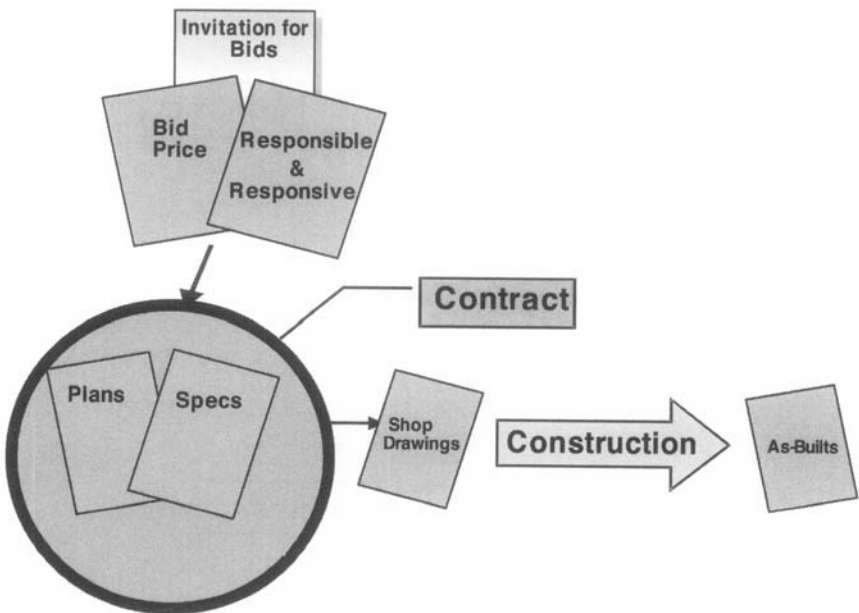 Invitation for
Bids
Bid
Price
Responsible
&
Responsive
Contract
Plans
Specs
Shop
Drawings
Construction
As-Builts